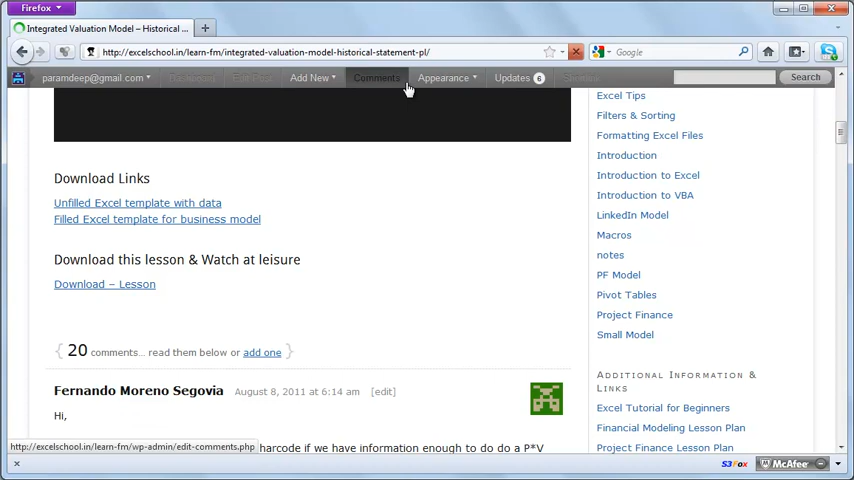 Firefox
Integrated Valuation Model – Historical ...
http://excelschool.in/learn-fm/integrated-valuation-model-historical-statement-pl/
Google
paramdeep@gmail.com
Dashboard
Edit Post
Add New
Comments
Appearance
Updates 6
Shortlink
Search
Excel Tips
Filters & Sorting
Formatting Excel Files
Introduction
Introduction to Excel
Introduction to VBA
LinkedIn Model
Macros
notes
PF Model
Pivot Tables
Project Finance
Small Model
Additional Information &
Links
Excel Tutorial for Beginners
Financial Modeling Lesson Plan
Project Finance Lesson Plan
Download Links
Unfilled Excel template with data
Filled Excel template for business model
Download this lesson & Watch at leisure
Download – Lesson
{ 20 comments… read them below or add one }
Fernando Moreno Segovia August 8, 2011 at 6:14 am [edit]
Hi,
harcode if we have information enough to do do a P*V
http://excelschool.in/learn-fm/wp-admin/edit-comments.php
S3Fox
McAfee